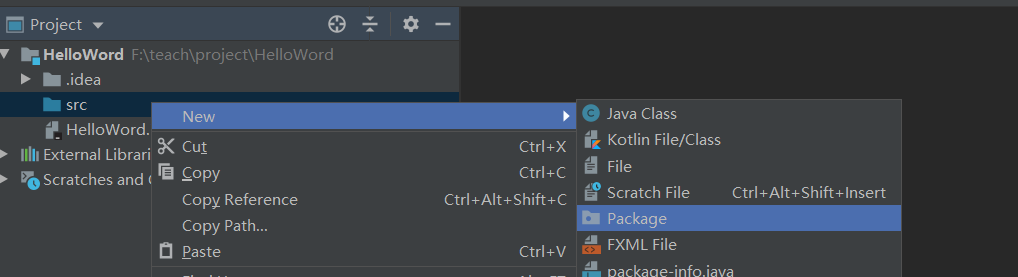 Project
HelloWord F:\teach\project\HelloWord
.idea
src
HelloWord.
External Librari
Scratches and
New
Cut Ctrl+X
Copy Ctrl+C
Copy Reference Ctrl+Alt+Shift+C
Copy Path...
Paste Ctrl+V
Java Class
Kotlin File/Class
File
Scratch File Ctrl+Alt+Shift+Insert
Package
FXML File
package-info.java